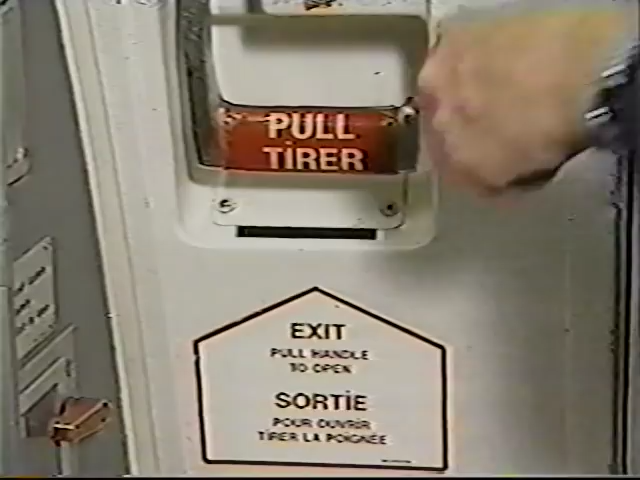 PULL
TIRER
EXIT
PULL HANDLE
TO OPEN
SORTIE
POUR OUVRIR
TIRER LA POIGNÉE